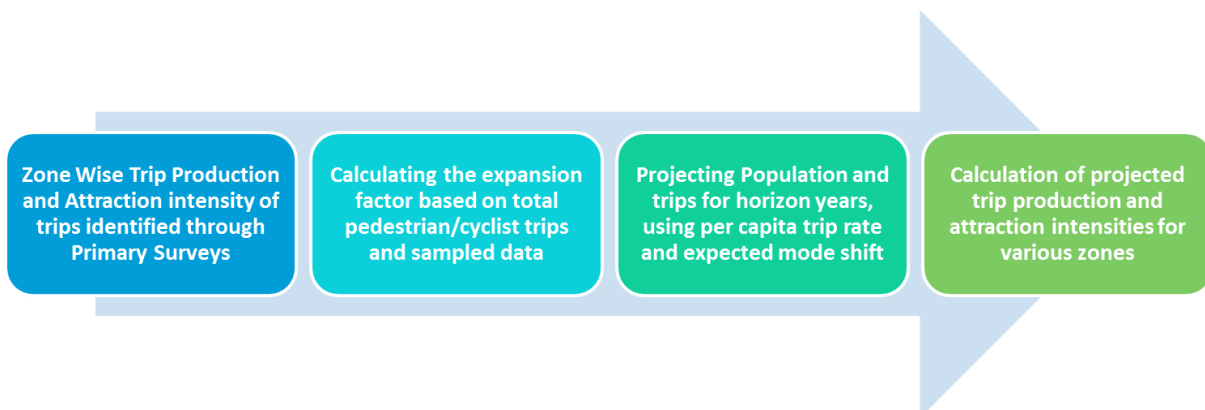 Zone Wise Trip Production
and Attraction intensity of
trips identified through
Primary Surveys
Calculating the expansion
factor based on total
pedestrian/cyclist trips
and sampled data
Projecting Population and
trips for horizon years,
using per capita trip rate
and expected mode shift
Calculation of projected
trip production and
attraction intensities for
various zones